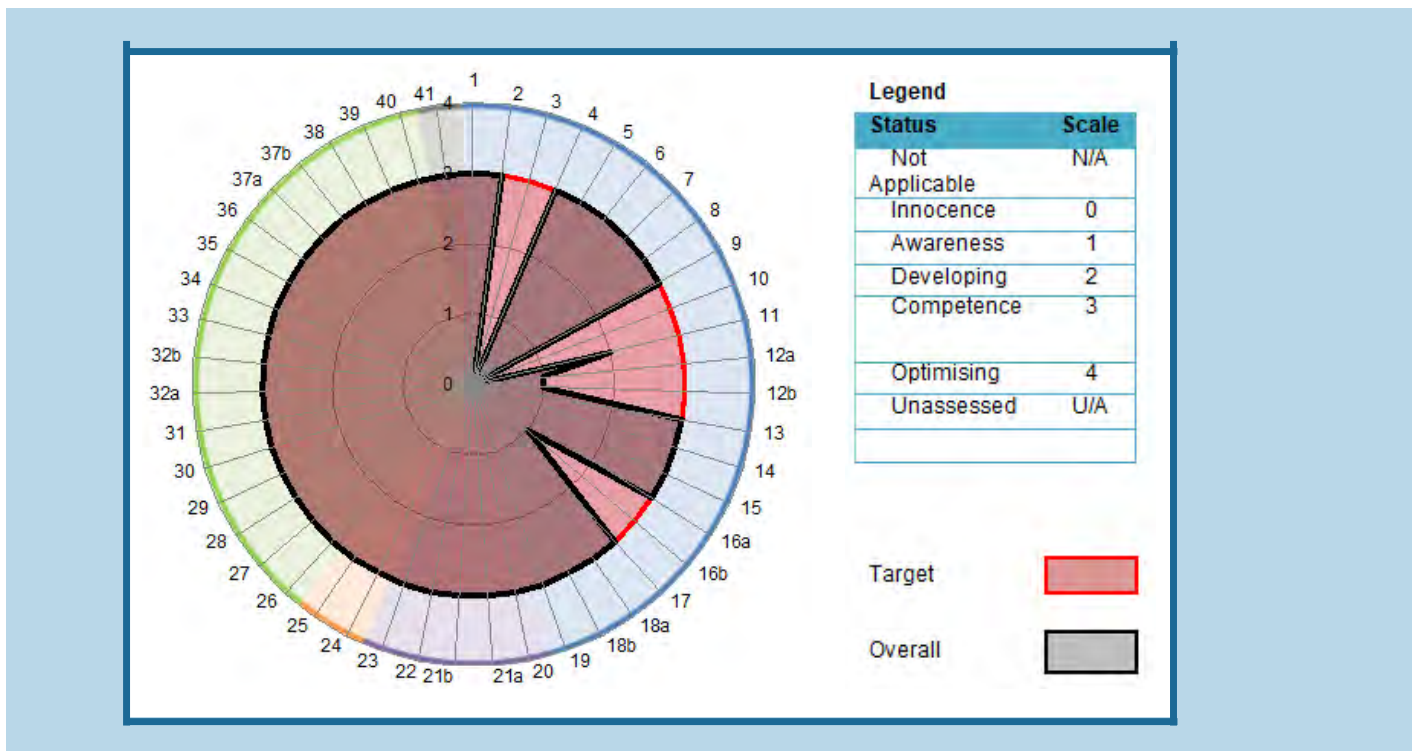 1
2
3
4
5
6
7
8
9
10
11
12a
12b
13
14
15
16a
16b
17
18a
18b
19
20
21a
21b
22
23
24
25
26
27
28
29
30
31
32a
32b
33
34
35
36
37a
37b
38
39
40
41
4
3
2
1
0
Legend
Status Scale
Not N/A
Applicable
Innocence 0
Awareness 1
Developing 2
Competence 3
Optimising 4
Unassessed U/A
Target
Overall